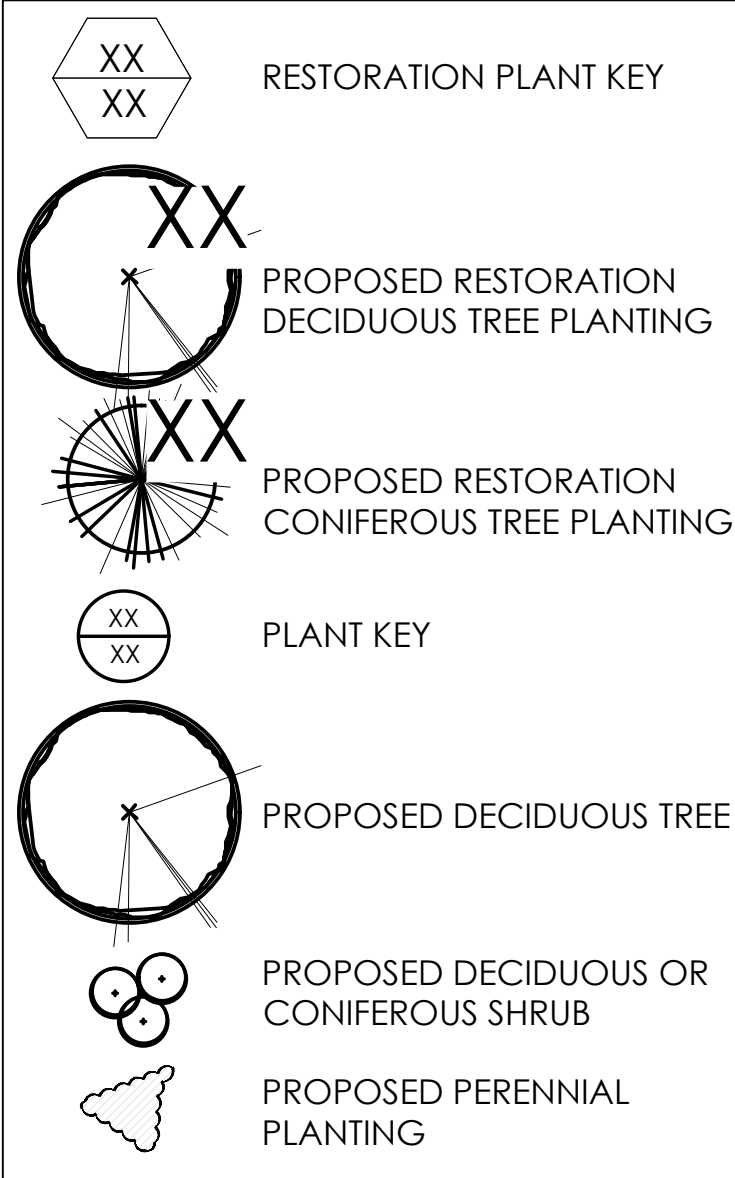 XX
XX
RESTORATION PLANT KEY
XX
PROPOSED RESTORATION
DECIDUOUS TREE PLANTING
XX
PROPOSED RESTORATION
CONIFEROUS TREE PLANTING
XX
XX
PLANT KEY
PROPOSED DECIDUOUS TREE
PROPOSED DECIDUOUS OR
CONIFEROUS SHRUB
PROPOSED PERENNIAL
PLANTING